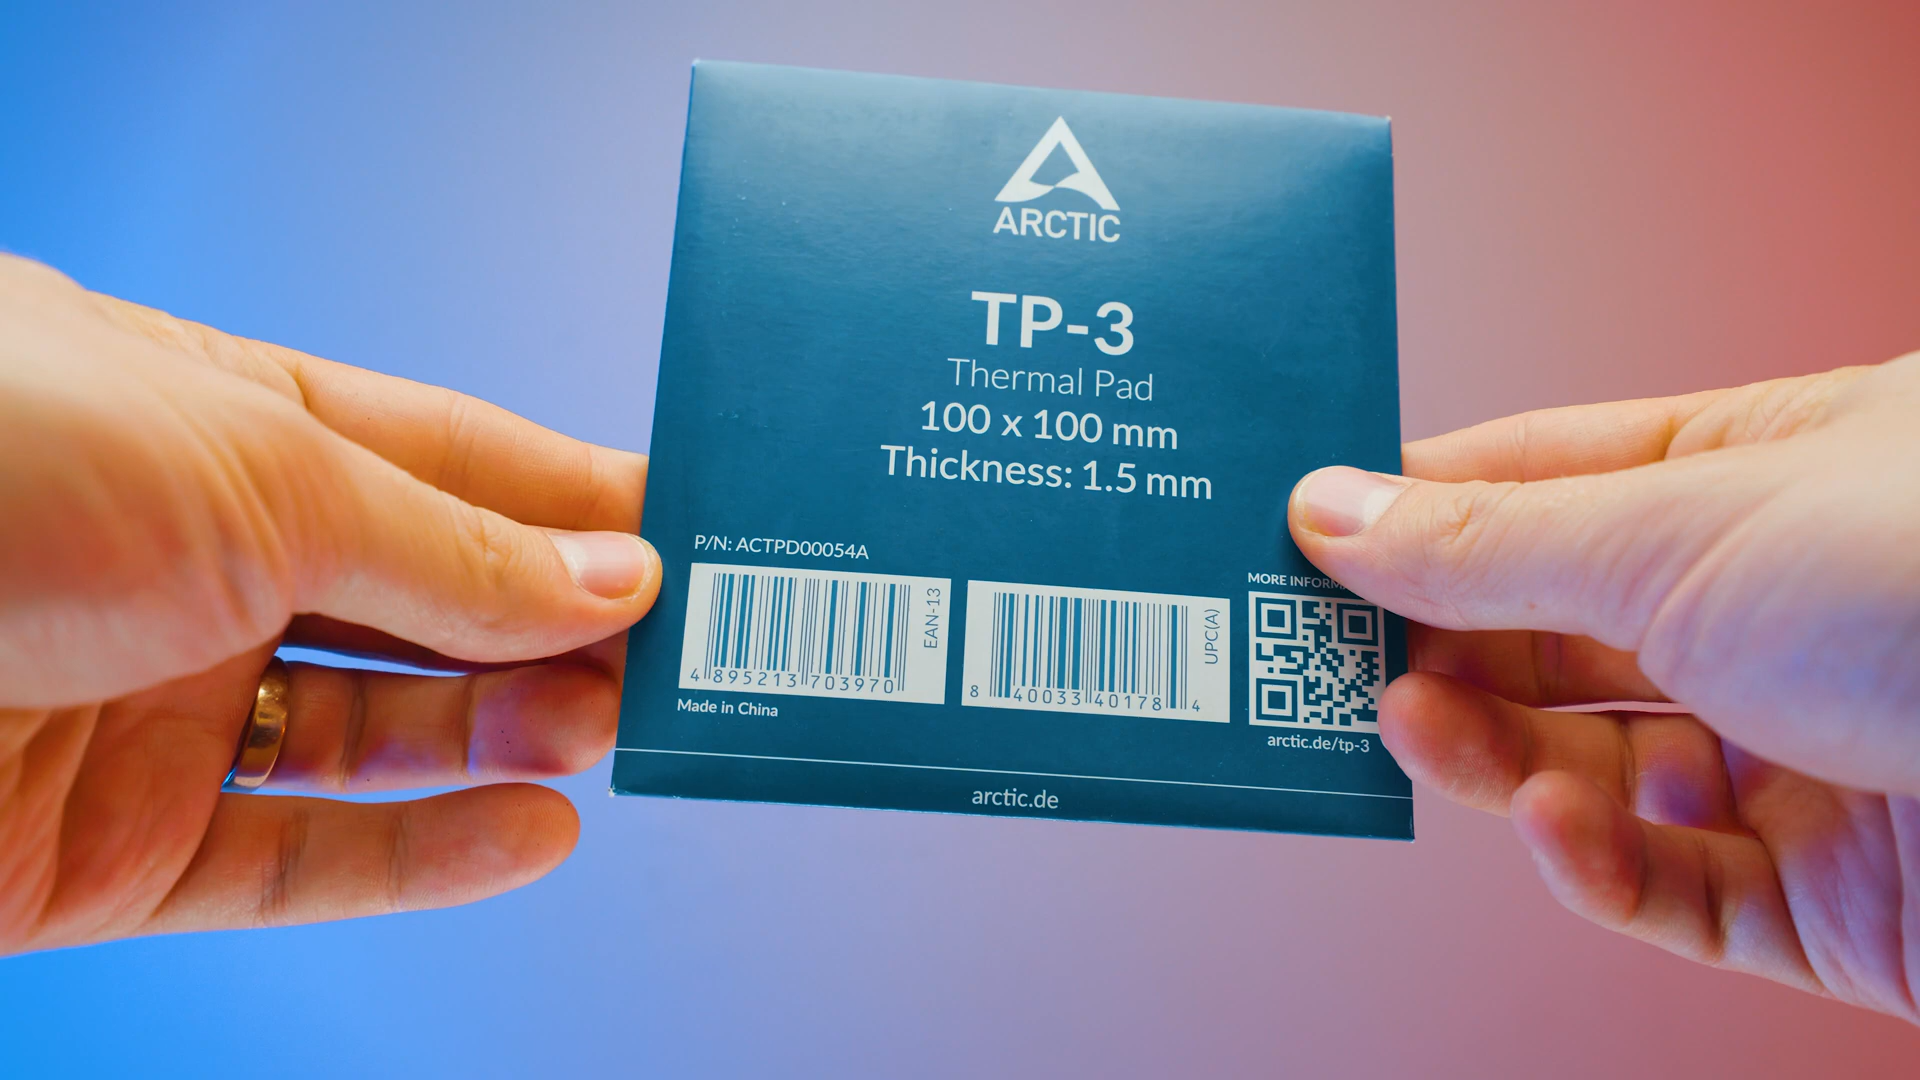 ARCTIC
TP-3
Thermal Pad
100 x 100 mm
Thickness: 1.5 mm
P/N: ACTPD00054A
EAN-13
4 895213 703970
Made in China
UPC(A)
8 40033 40178 4
MORE
arctic.de/tp-3
arctic.de